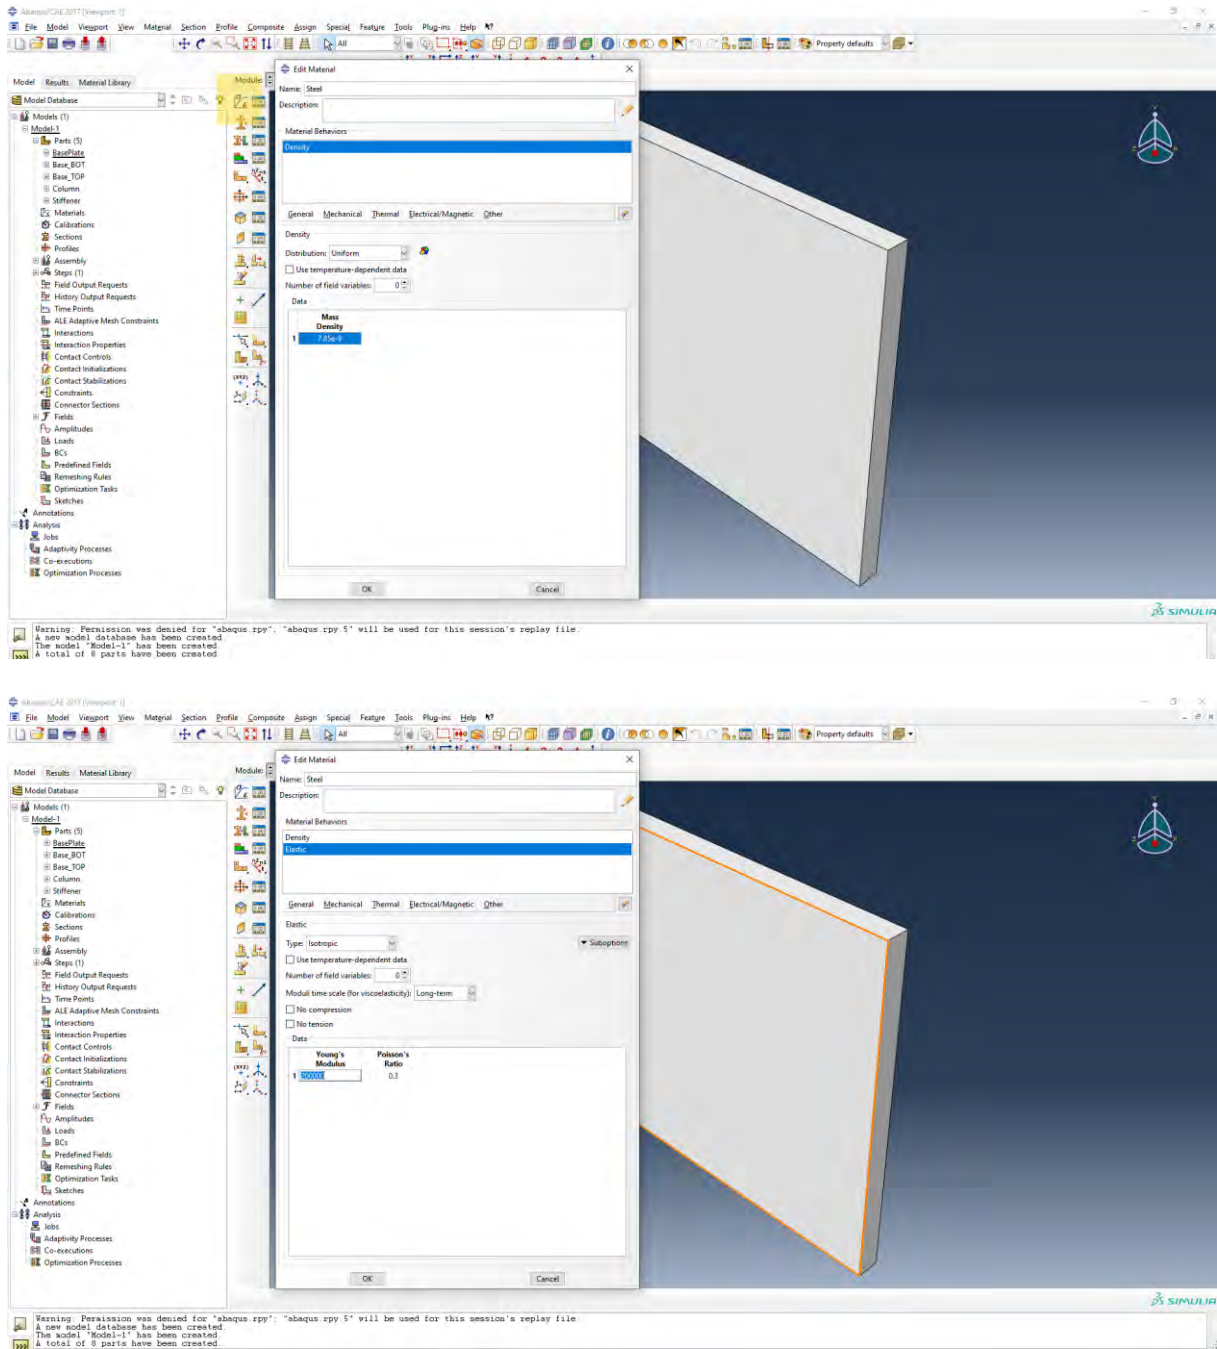 Abaqus/CAE 2017 [Viewport: 1]
File Model Viewport View Material Section Profile Composite Assign Special Feature Tools Plug-ins Help
All Property defaults
Model Results Material Library Module:
Model Database
Models (1)
Model-1
Parts (5)
BasePlate
Base_BOT
Base_TOP
Column
Stiffener
Materials
Calibrations
Sections
Profiles
Assembly
Steps (1)
Field Output Requests
History Output Requests
Time Points
ALE Adaptive Mesh Constraints
Interactions
Interaction Properties
Contact Controls
Contact Initializations
Contact Stabilizations
Constraints
Connector Sections
Fields
Amplitudes
Loads
BCs
Predefined Fields
Remeshing Rules
Optimization Tasks
Sketches
Annotations
Analysis
Jobs
Adaptivity Processes
Co-executions
Optimization Processes
Edit Material
Name: Steel
Description:
Material Behaviors
Density
General Mechanical Thermal Electrical/Magnetic Other
Density
Distribution: Uniform
Use temperature-dependent data
Number of field variables: 0
Data
Mass
Density
1 7.85e-9
OK Cancel
SIMULIA
Warning: Permission was denied for "abaqus.rpy"; "abaqus.rpy.5" will be used for this session's replay file.
A new model database has been created.
The model "Model-1" has been created.
A total of 8 parts have been created.
Abaqus/CAE 2017 [Viewport: 1]
File Model Viewport View Material Section Profile Composite Assign Special Feature Tools Plug-ins Help
All Property defaults
Model Results Material Library Module:
Model Database
Models (1)
Model-1
Parts (5)
BasePlate
Base_BOT
Base_TOP
Column
Stiffener
Materials
Calibrations
Sections
Profiles
Assembly
Steps (1)
Field Output Requests
History Output Requests
Time Points
ALE Adaptive Mesh Constraints
Interactions
Interaction Properties
Contact Controls
Contact Initializations
Contact Stabilizations
Constraints
Connector Sections
Fields
Amplitudes
Loads
BCs
Predefined Fields
Remeshing Rules
Optimization Tasks
Sketches
Annotations
Analysis
Jobs
Adaptivity Processes
Co-executions
Optimization Processes
Edit Material
Name: Steel
Description:
Material Behaviors
Density
Elastic
General Mechanical Thermal Electrical/Magnetic Other
Elastic
Type: Isotropic Suboptions
Use temperature-dependent data
Number of field variables: 0
Moduli time scale (for viscoelasticity): Long-term
No compression
No tension
Data
Young's Poisson's
Modulus Ratio
1 200000 0.3
OK Cancel
SIMULIA
Warning: Permission was denied for "abaqus.rpy"; "abaqus.rpy.5" will be used for this session's replay file.
A new model database has been created.
The model "Model-1" has been created.
A total of 8 parts have been created.